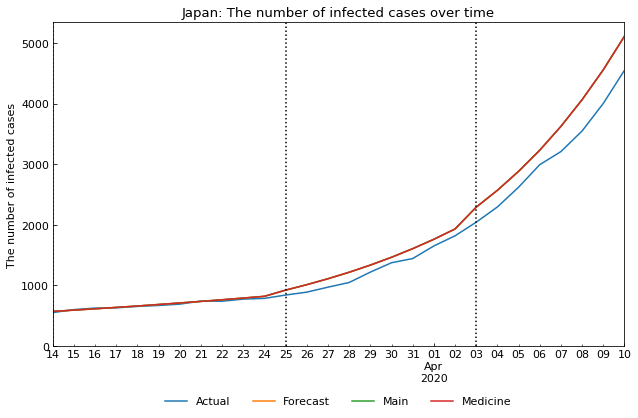 Japan: The number of infected cases over time
The number of infected cases
5000
4000
3000
2000
1000
0
14 15 16 17 18 19 20 21 22 23 24 25 26 27 28 29 30 31 01 02 03 04 05 06 07 08 09 10
Apr
2020
Actual Forecast Main Medicine